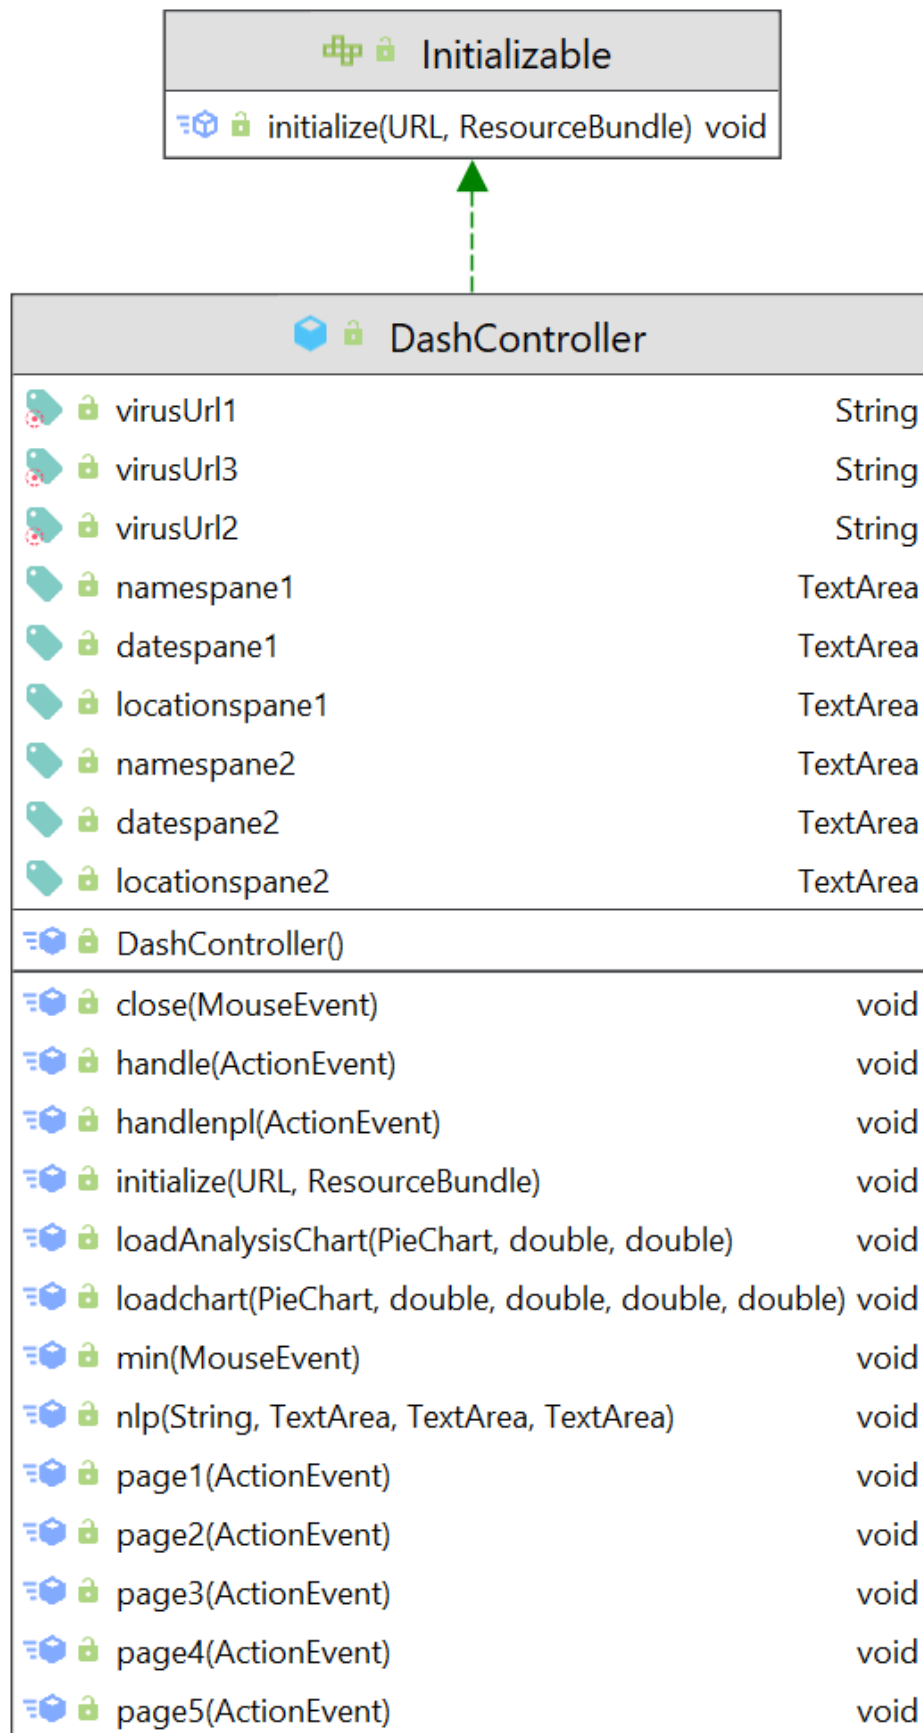 Initializable
initialize(URL, ResourceBundle) void
DashController
virusUrl1 String
virusUrl3 String
virusUrl2 String
namespane1 TextArea
datespane1 TextArea
locationspane1 TextArea
namespane2 TextArea
datespane2 TextArea
locationspane2 TextArea
DashController()
close(MouseEvent) void
handle(ActionEvent) void
handlenpl(ActionEvent) void
initialize(URL, ResourceBundle) void
loadAnalysisChart(PieChart, double, double) void
loadchart(PieChart, double, double, double, double) void
min(MouseEvent) void
nlp(String, TextArea, TextArea, TextArea) void
page1(ActionEvent) void
page2(ActionEvent) void
page3(ActionEvent) void
page4(ActionEvent) void
page5(ActionEvent) void